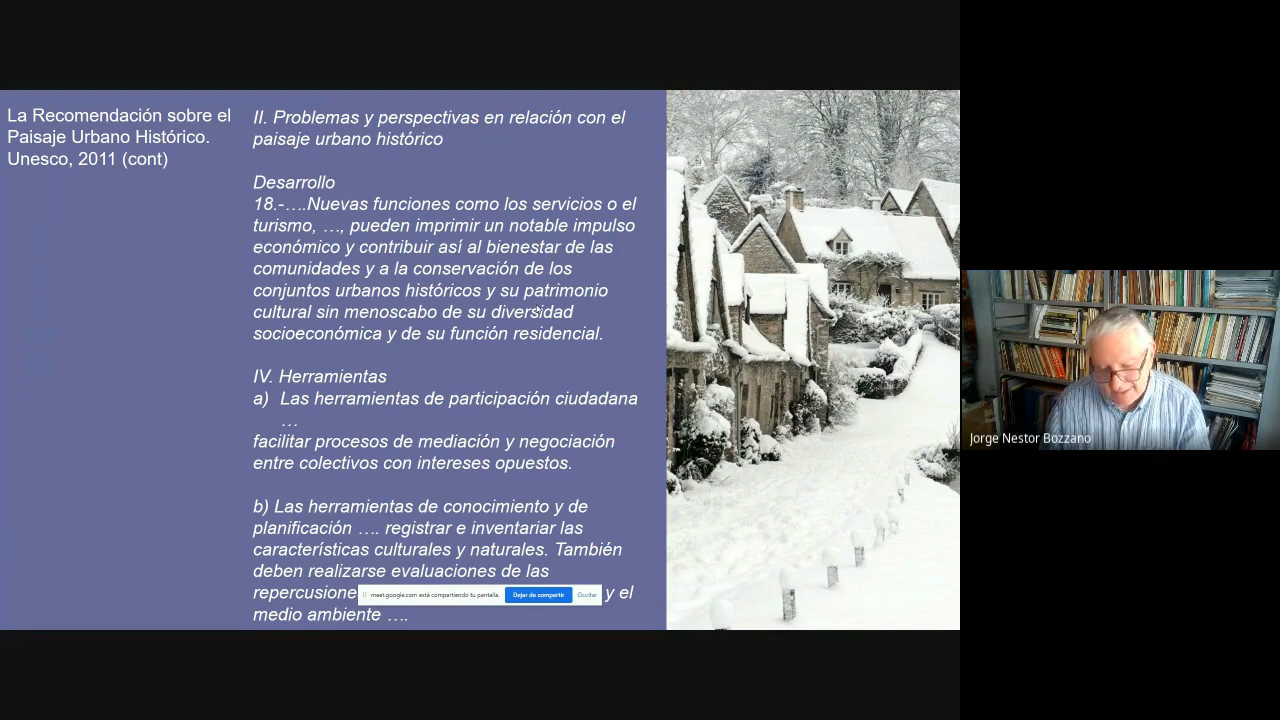 La Recomendación sobre el
Paisaje Urbano Histórico.
Unesco, 2011 (cont)
II. Problemas y perspectivas en relación con el
paisaje urbano histórico
Desarrollo
18.-….Nuevas funciones como los servicios o el
turismo, …, pueden imprimir un notable impulso
económico y contribuir así al bienestar de las
comunidades y a la conservación de los
conjuntos urbanos históricos y su patrimonio
cultural sin menoscabo de su diversidad
socioeconómica y de su función residencial.
IV. Herramientas
a) Las herramientas de participación ciudadana
…
facilitar procesos de mediación y negociación
entre colectivos con intereses opuestos.
b) Las herramientas de conocimiento y de
planificación …. registrar e inventariar las
características culturales y naturales. También
deben realizarse evaluaciones de las
repercusione y el
medio ambiente ….
meet.google.com está compartiendo tu pantalla.
Dejar de compartir
Ocultar
Jorge Nestor Bozzano